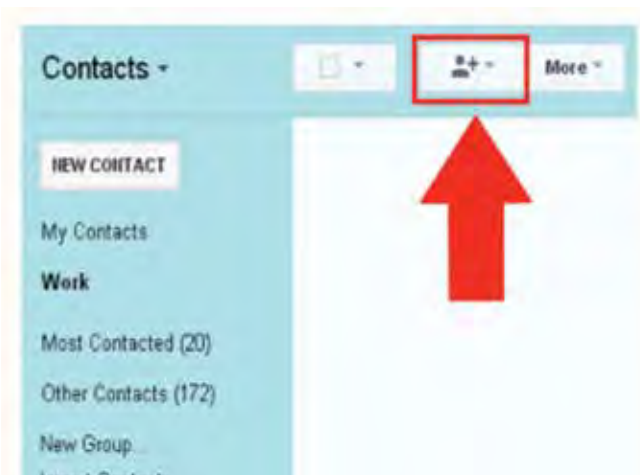 Contacts
More
NEW CONTACT
My Contacts
Work
Most Contacted (20)
Other Contacts (172)
New Group...